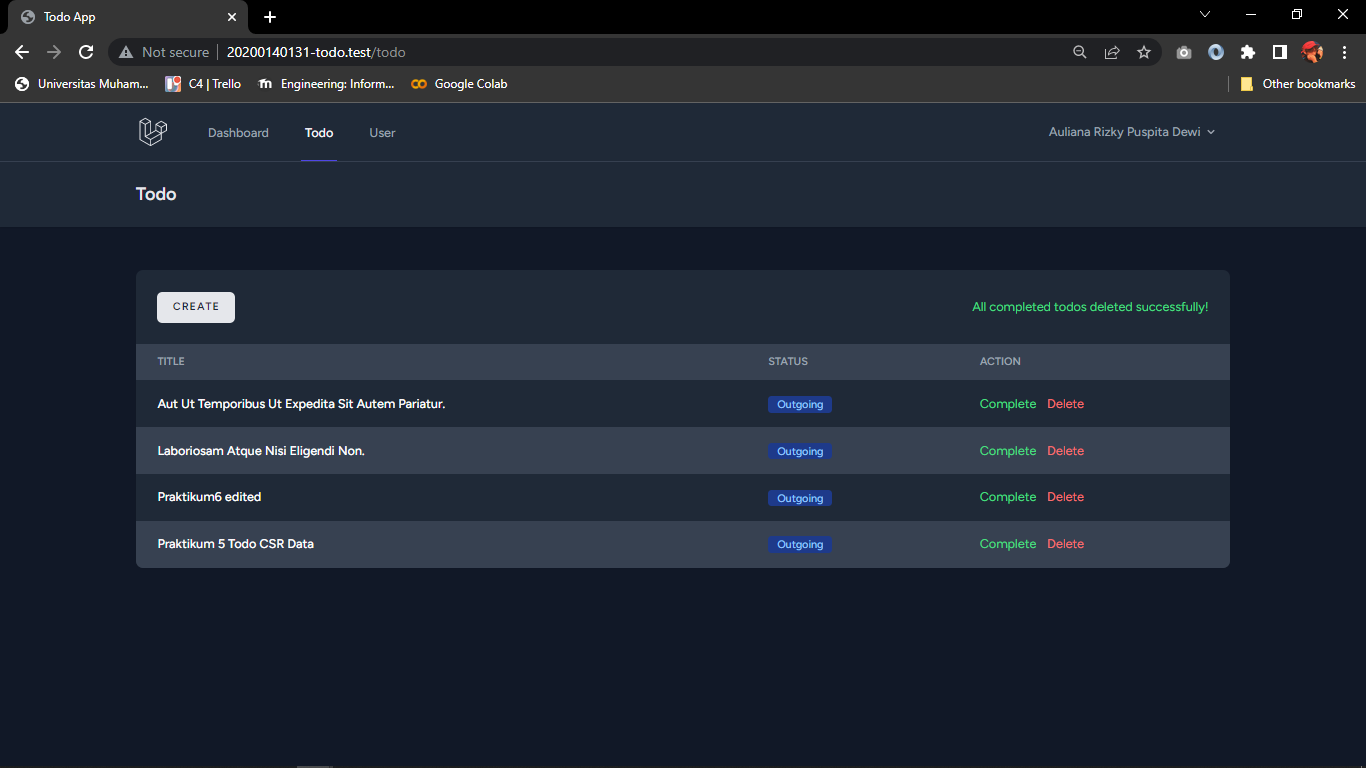 Todo App
Not secure 20200140131-todo.test/todo
Universitas Muham... C4 | Trello Engineering: Inform... Google Colab Other bookmarks
Dashboard Todo User Auliana Rizky Puspita Dewi
Todo
CREATE All completed todos deleted successfully!
TITLE STATUS ACTION
Aut Ut Temporibus Ut Expedita Sit Autem Pariatur. Outgoing Complete Delete
Laboriosam Atque Nisi Eligendi Non. Outgoing Complete Delete
Praktikum6 edited Outgoing Complete Delete
Praktikum 5 Todo CSR Data Outgoing Complete Delete